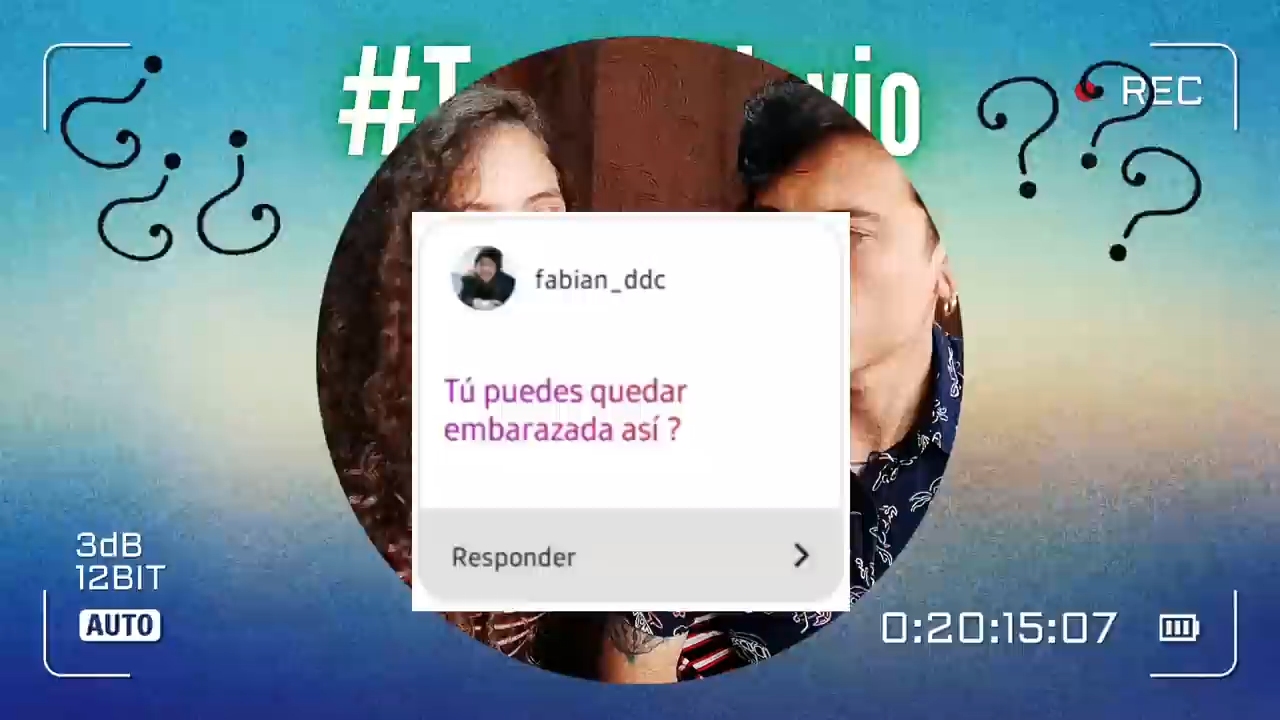 REC
fabian_ddc
Tú puedes quedar
embarazada así ?
Responder
3dB
12BIT
AUTO
0:20:15:07